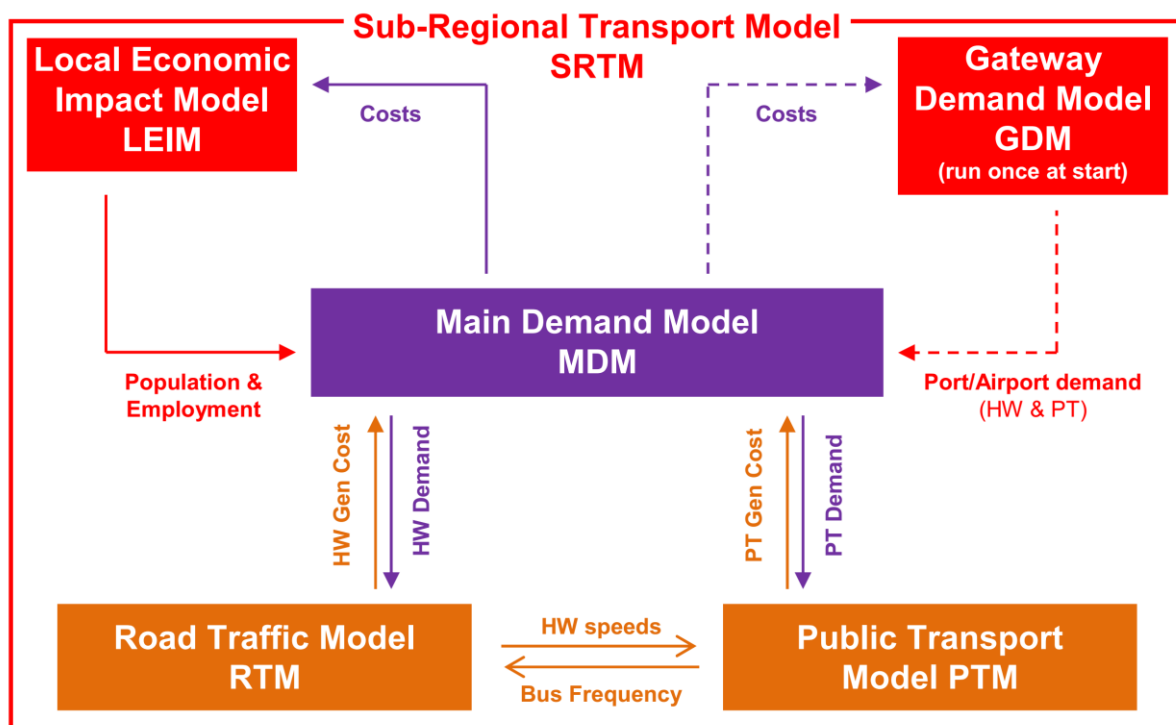 Sub-Regional Transport Model
SRTM
Local Economic
Impact Model
LEIM
Gateway
Demand Model
GDM
(run once at start)
Costs
Costs
Main Demand Model
MDM
Population &
Employment
Port/Airport demand
(HW & PT)
HW Gen Cost
HW Demand
PT Gen Cost
PT Demand
Road Traffic Model
RTM
HW speeds
Bus Frequency
Public Transport
Model PTM